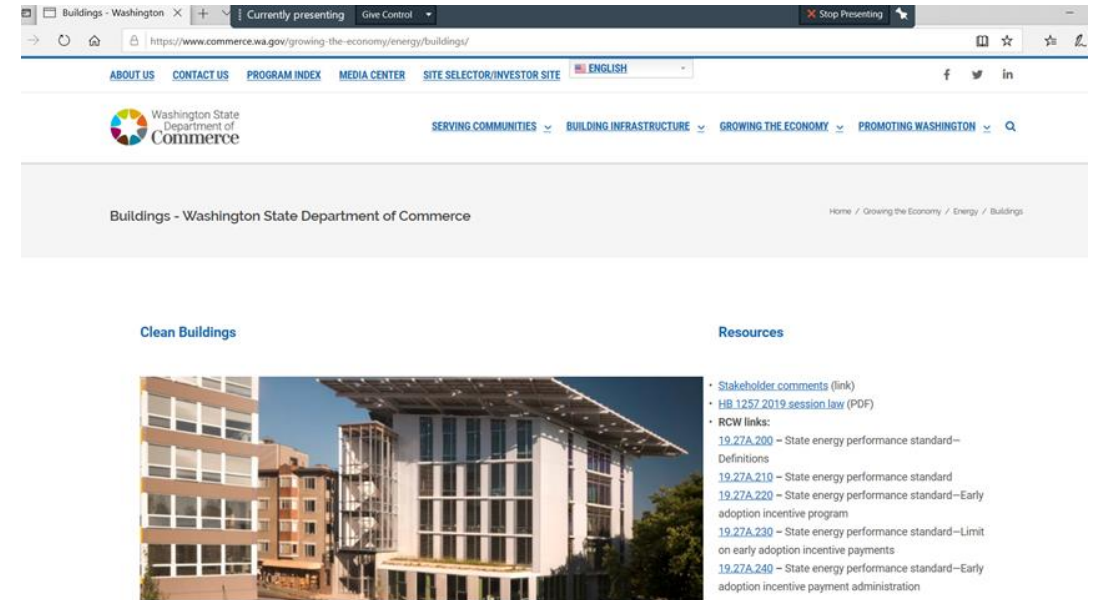 Buildings - Washington
Currently presenting Give Control
Stop Presenting
https://www.commerce.wa.gov/growing-the-economy/energy/buildings/
ABOUT US CONTACT US PROGRAM INDEX MEDIA CENTER SITE SELECTOR/INVESTOR SITE ENGLISH
f in
Washington State
Department of
Commerce
SERVING COMMUNITIES BUILDING INFRASTRUCTURE GROWING THE ECONOMY PROMOTING WASHINGTON
Buildings - Washington State Department of Commerce
Home / Growing the Economy / Energy / Buildings
Clean Buildings
Resources
• Stakeholder comments (link)
• HB 1257 2019 session law (PDF)
• RCW links:
19.27A.200 – State energy performance standard—
Definitions
19.27A.210 – State energy performance standard
19.27A.220 – State energy performance standard—Early
adoption incentive program
19.27A.230 – State energy performance standard—Limit
on early adoption incentive payments
19.27A.240 – State energy performance standard—Early
adoption incentive payment administration